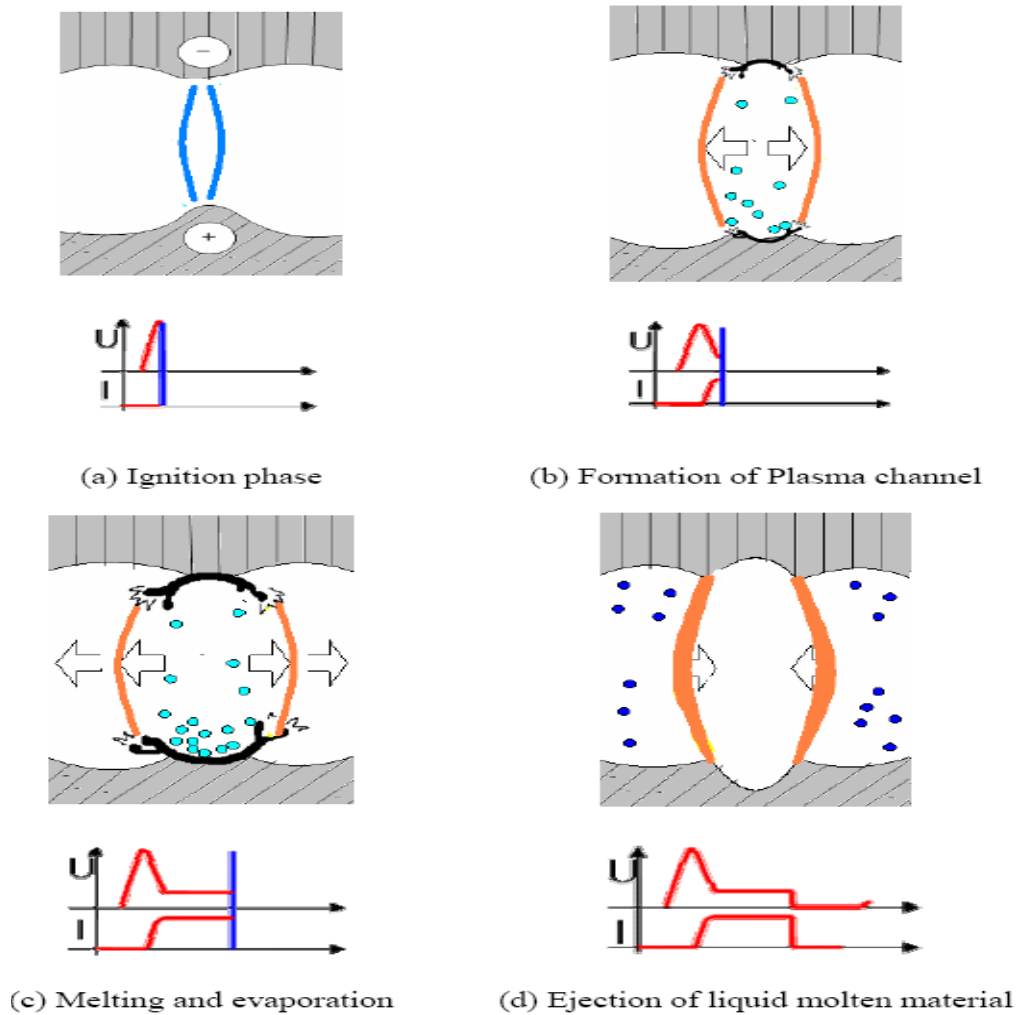 −
+
U
I
(a) Ignition phase
U
I
(b) Formation of Plasma channel
U
I
(c) Melting and evaporation
U
I
(d) Ejection of liquid molten material